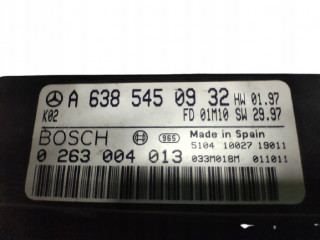 A 638 545 09 32 HW 01.97
K02 FD 01M10 SW 29.97
BOSCH 965 Made in Spain
5104 10027 19011
0 263 004 013 033M018M 011011